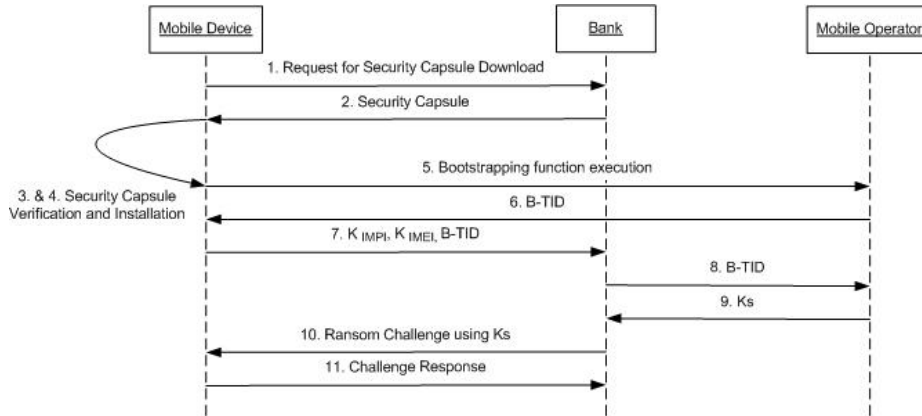 Mobile Device
Bank
Mobile Operator
1. Request for Security Capsule Download
2. Security Capsule
3. & 4. Security Capsule
Verification and Installation
5. Bootstrapping function execution
6. B-TID
7. K IMPI, K IMEI, B-TID
8. B-TID
9. Ks
10. Ransom Challenge using Ks
11. Challenge Response